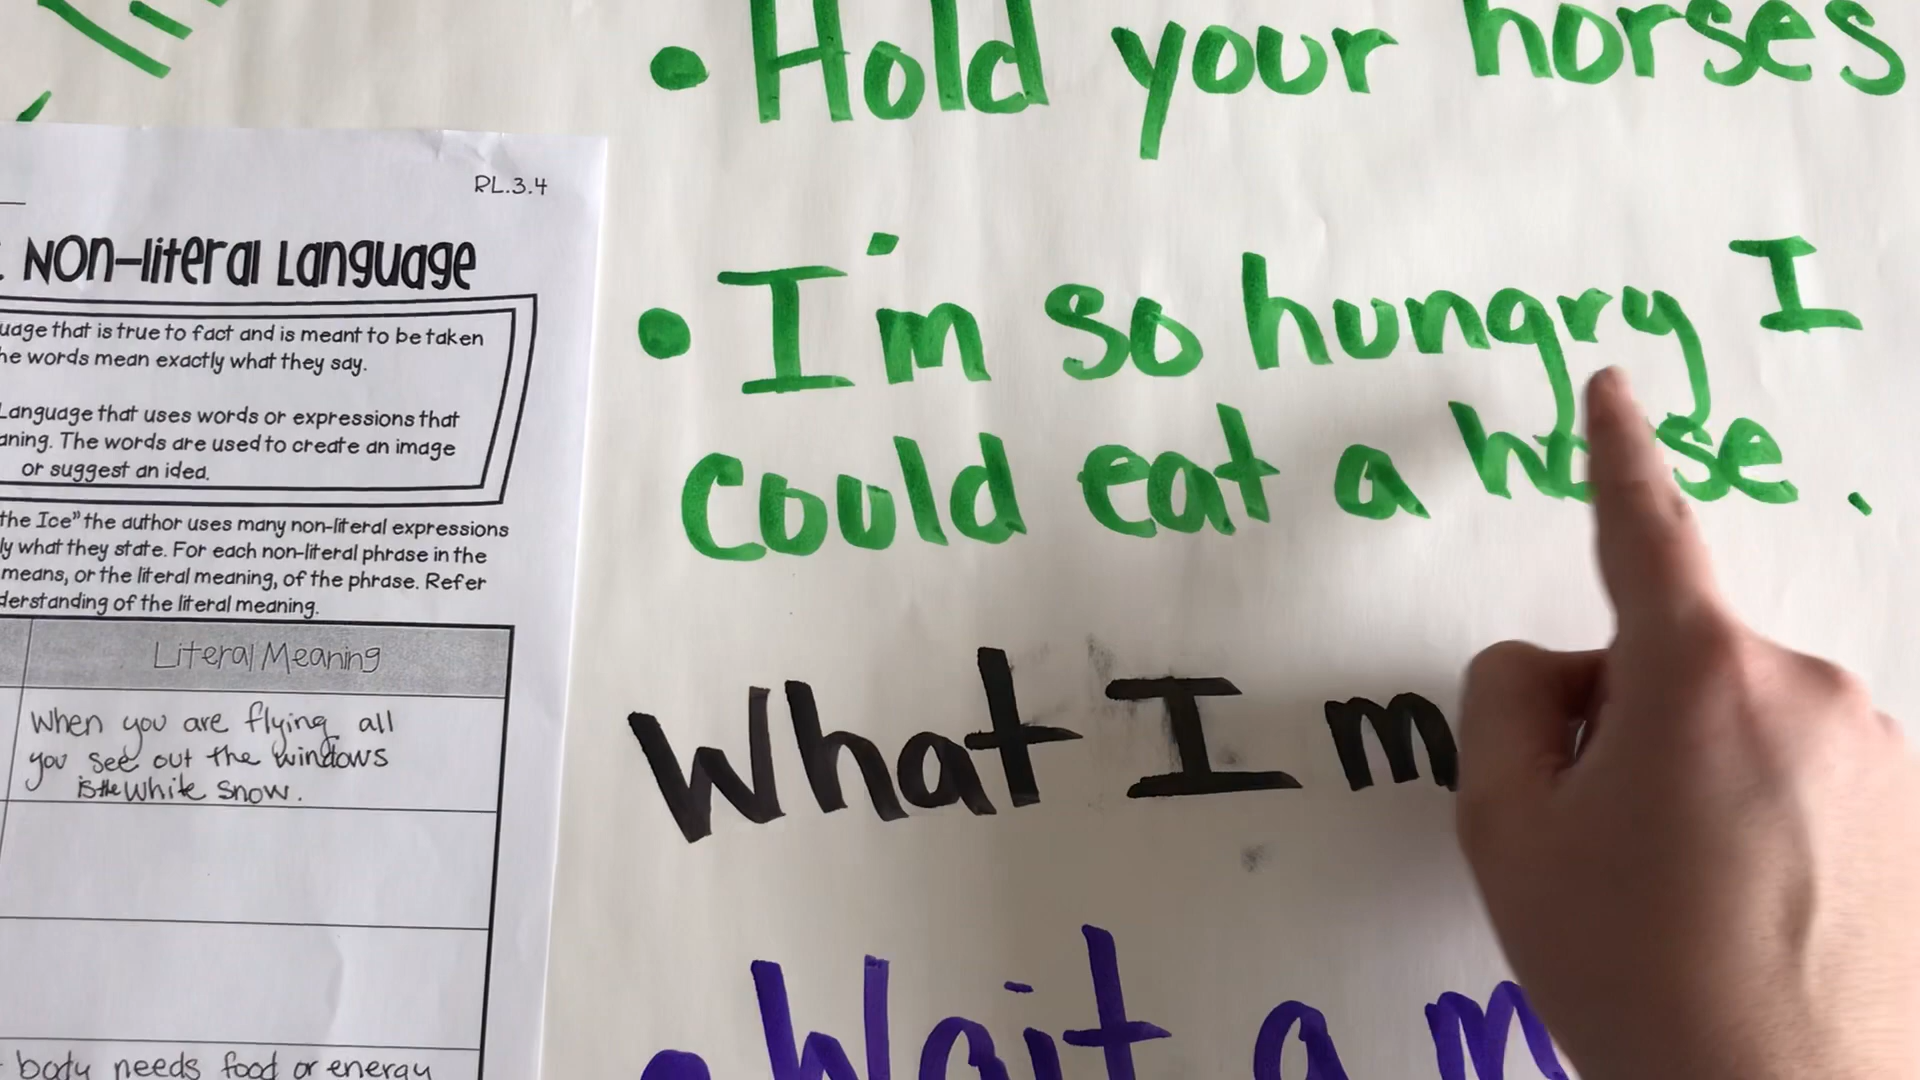 Hold your horses
RL.3.4
Non-literal Language
that is true to fact and is meant to be taken
words mean exactly what they say.
Language that uses words or expressions that
The words are used to create an image
or suggest an idea.
the Ice" the author uses many non-literal expressions
what they state. For each non-literal phrase in the
means, or the literal meaning, of the phrase. Refer
of the literal meaning.
Literal Meaning
When you are flying all
you see out the windows
is the White snow.
body needs food or energy
• I'm so hungry I
could eat a .
What I
• Wait a